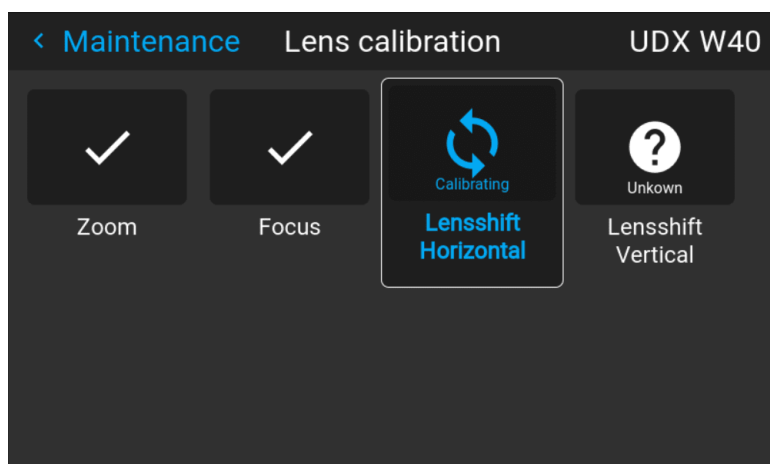 Maintenance Lens calibration UDX W40
Calibrating
Unkown
Zoom
Focus
Lensshift
Horizontal
Lensshift
Vertical